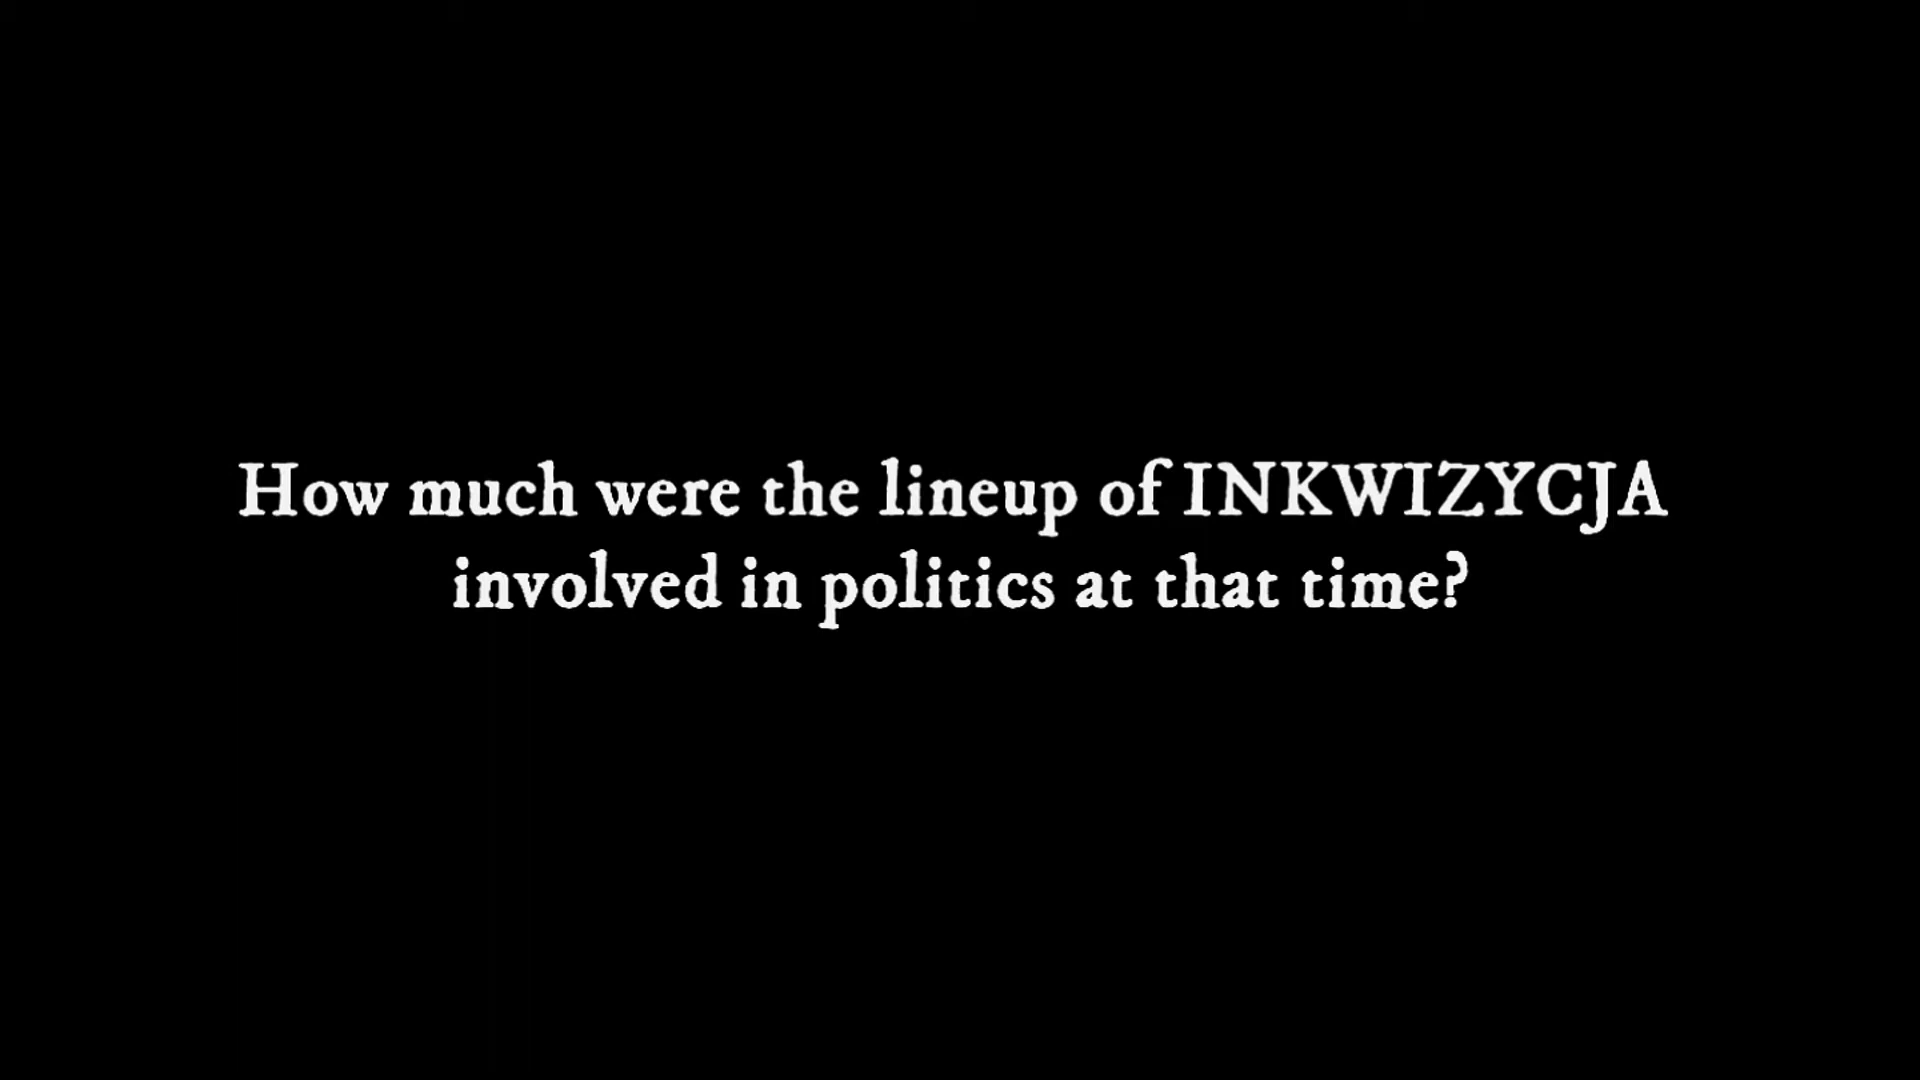 How much were the lineup of INKWIZYCJA
involved in politics at that time?